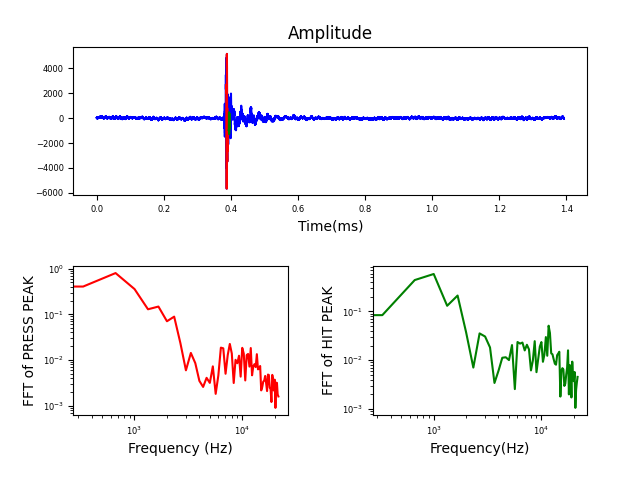 Amplitude
4000
2000
0
−2000
−4000
−6000
0.0 0.2 0.4 0.6 0.8 1.0 1.2 1.4
Time(ms)
FFT of PRESS PEAK
10⁰
10⁻¹
10⁻²
10⁻³
10³ 10⁴
Frequency (Hz)
FFT of HIT PEAK
10⁻¹
10⁻²
10⁻³
10³ 10⁴
Frequency(Hz)